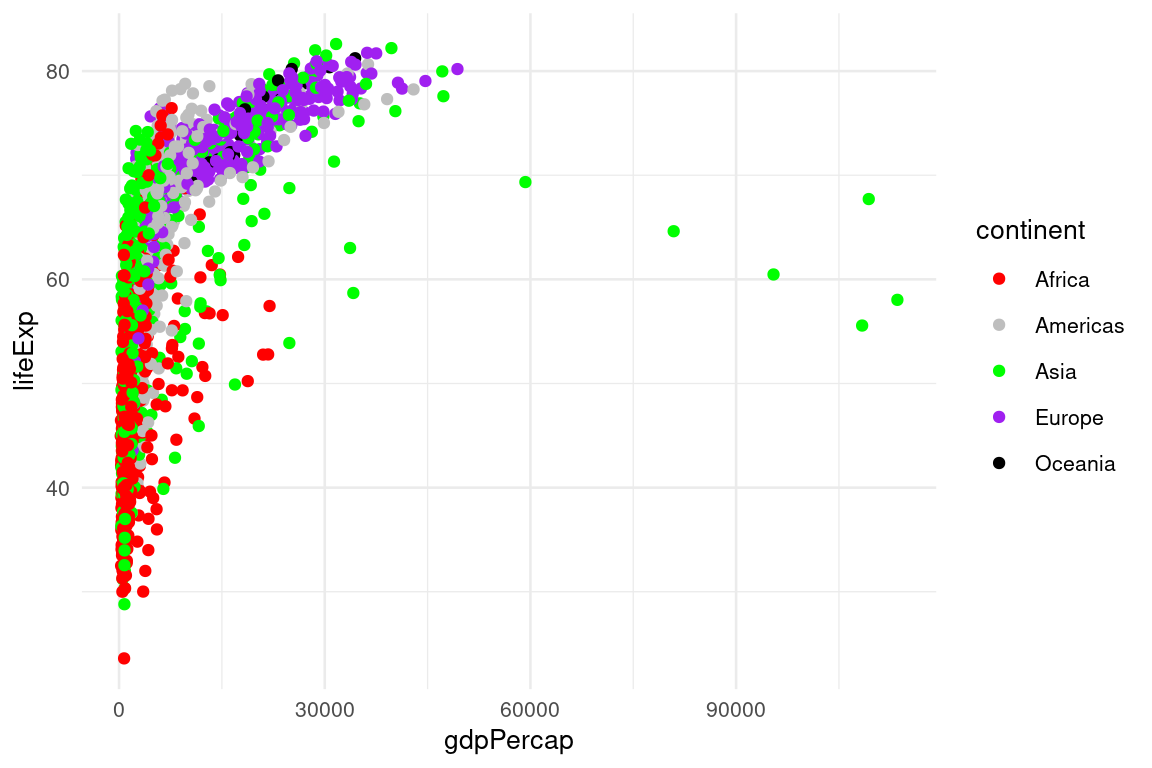 80
60
40
lifeExp
0
30000
60000
90000
gdpPercap
continent
Africa
Americas
Asia
Europe
Oceania